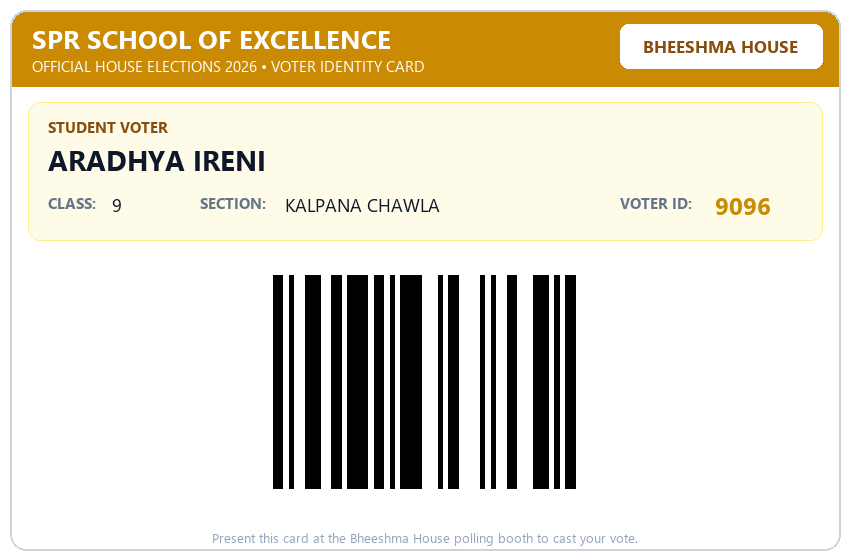 SPR SCHOOL OF EXCELLENCE
OFFICIAL HOUSE ELECTIONS 2026 • VOTER IDENTITY CARD
BHEESHMA HOUSE
STUDENT VOTER
ARADHYA IRENI
CLASS: 9 SECTION: KALPANA CHAWLA VOTER ID: 9096
Present this card at the Bheeshma House polling booth to cast your vote.